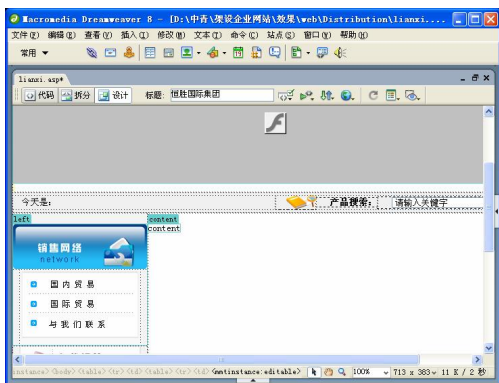 Macromedia Dreamweaver 8 - [D:\中青\架设企业网站\效果\web\Distribution\lianxi....
文件(F) 编辑(E) 查看(V) 插入(I) 修改(M) 文本(T) 命令(C) 站点(S) 窗口(W) 帮助(H)
常用
lianxi.asp*
代码 拆分 设计 标题: 恒胜国际集团
今天是: 产品搜索: 请输入关键字
left content
content
销售网络
network
国内贸易
国际贸易
与我们联系
instance> <body> <table> <tr> <td> <table> <tr> <td> <mmtinstance:editable> 100% 713 x 383 11 K / 2 秒